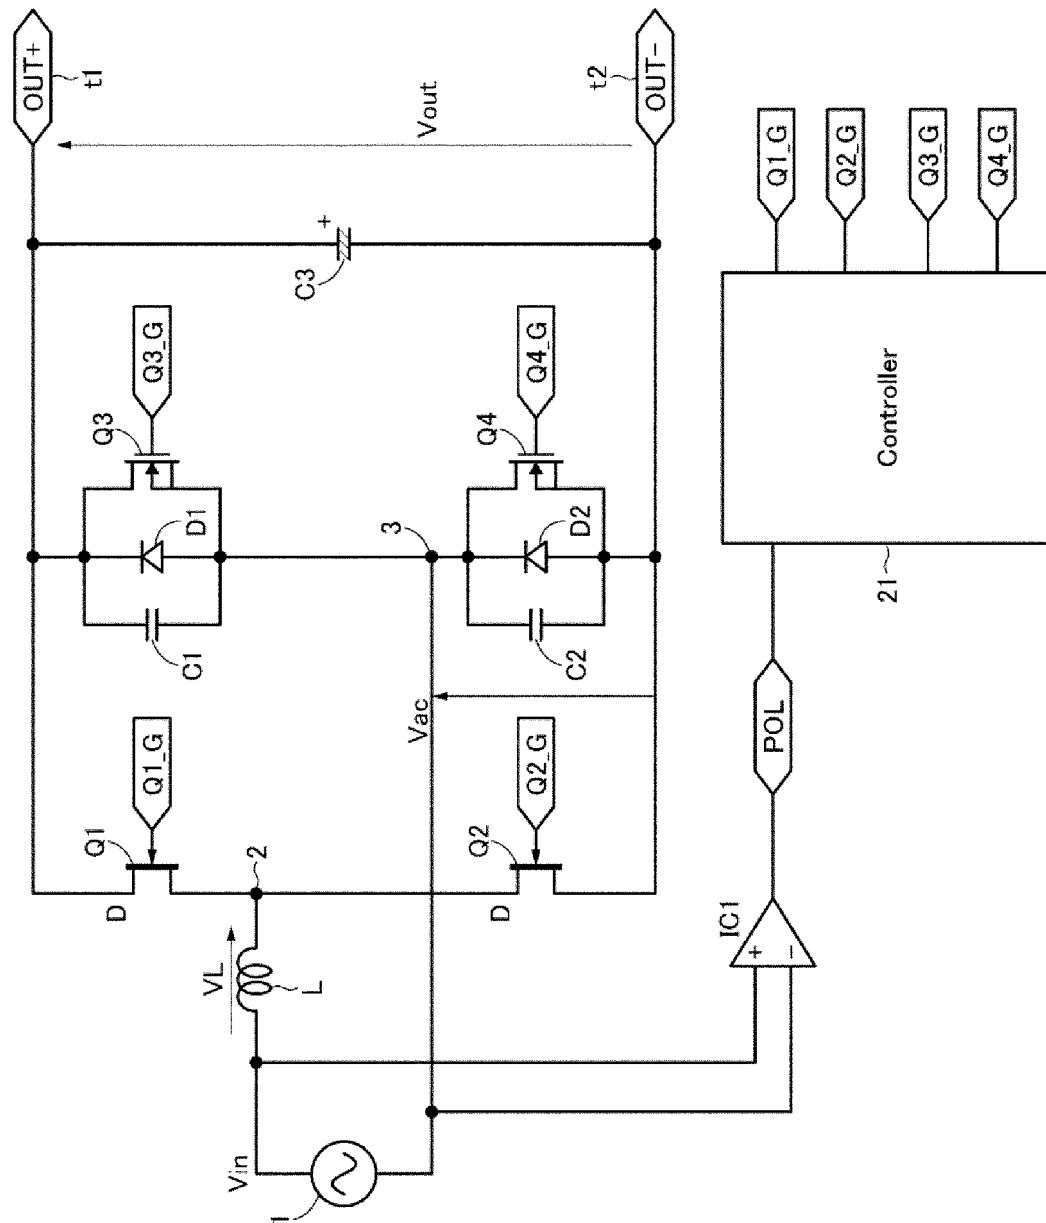 OUT+
t1
Vout
t2
OUT-
+
C3
Q3_G
Q3
D1
C1
3
Q4_G
Q4
D2
C2
Vac
Q1_G
Q1
D
2
Q2_G
Q2
D
VL
L
Vin
1
IC1
+
-
POL
21
Controller
Q1_G
Q2_G
Q3_G
Q4_G